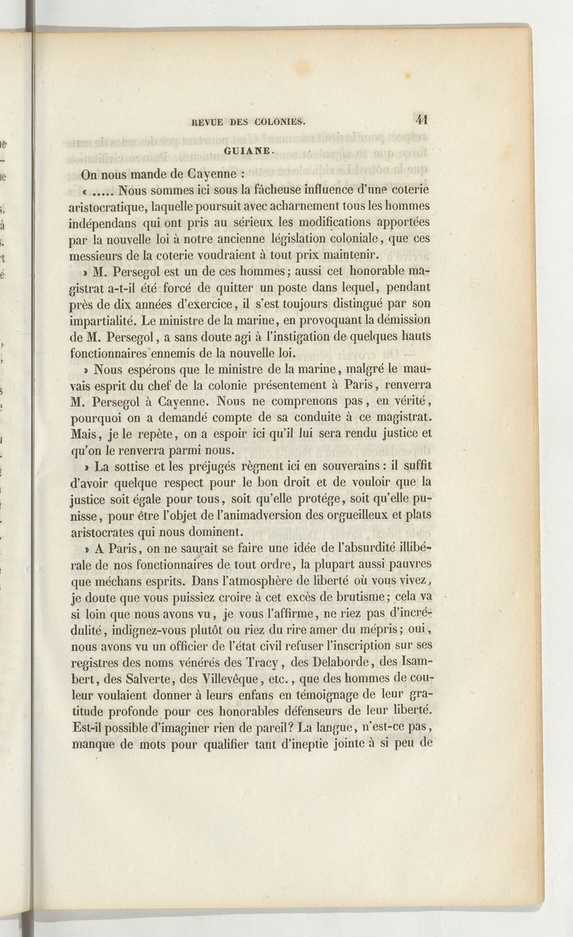 REVUE DES COLONIES. 41
GUIANE.
On nous mande de Cayenne :
« ..... Nous sommes ici sous la fâcheuse influence d'une coterie
aristocratique, laquelle poursuit avec acharnement tous les hommes
indépendans qui ont pris au sérieux les modifications apportées
par la nouvelle loi à notre ancienne législation coloniale, que ces
messieurs de la coterie voudraient à tout prix maintenir.
» M. Persegol est un de ces hommes ; aussi cet honorable ma-
gistrat a-t-il été forcé de quitter un poste dans lequel, pendant
près de dix années d'exercice, il s'est toujours distingué par son
impartialité. Le ministre de la marine, en provoquant la démission
de M. Persegol, a sans doute agi à l'instigation de quelques hauts
fonctionnaires ennemis de la nouvelle loi.
» Nous espérons que le ministre de la marine, malgré le mau-
vais esprit du chef de la colonie présentement à Paris, renverra
M. Persegol à Cayenne. Nous ne comprenons pas, en vérité,
pourquoi on a demandé compte de sa conduite à ce magistrat.
Mais, je le repète, on a espoir ici qu'il lui sera rendu justice et
qu'on le renverra parmi nous.
» La sottise et les préjugés règnent ici en souverains : il suffit
d'avoir quelque respect pour le bon droit et de vouloir que la
justice soit égale pour tous, soit qu'elle protége, soit qu'elle pu-
nisse, pour être l'objet de l'animadversion des orgueilleux et plats
aristocrates qui nous dominent.
» A Paris, on ne saurait se faire une idée de l'absurdité illibé-
rale de nos fonctionnaires de tout ordre, la plupart aussi pauvres
que méchans esprits. Dans l'atmosphère de liberté où vous vivez,
je doute que vous puissiez croire à cet excès de brutisme ; cela va
si loin que nous avons vu, je vous l'affirme, ne riez pas d'incré-
dulité, indignez-vous plutôt ou riez du rire amer du mépris ; oui,
nous avons vu un officier de l'état civil refuser l'inscription sur ses
registres des noms vénérés des Tracy, des Delaborde, des Isam-
bert, des Salverte, des Villevêque, etc., que des hommes de cou-
leur voulaient donner à leurs enfans en témoignage de leur gra-
titude profonde pour ces honorables défenseurs de leur liberté.
Est-il possible d'imaginer rien de pareil ? La langue, n'est-ce pas,
manque de mots pour qualifier tant d'ineptie jointe à si peu de